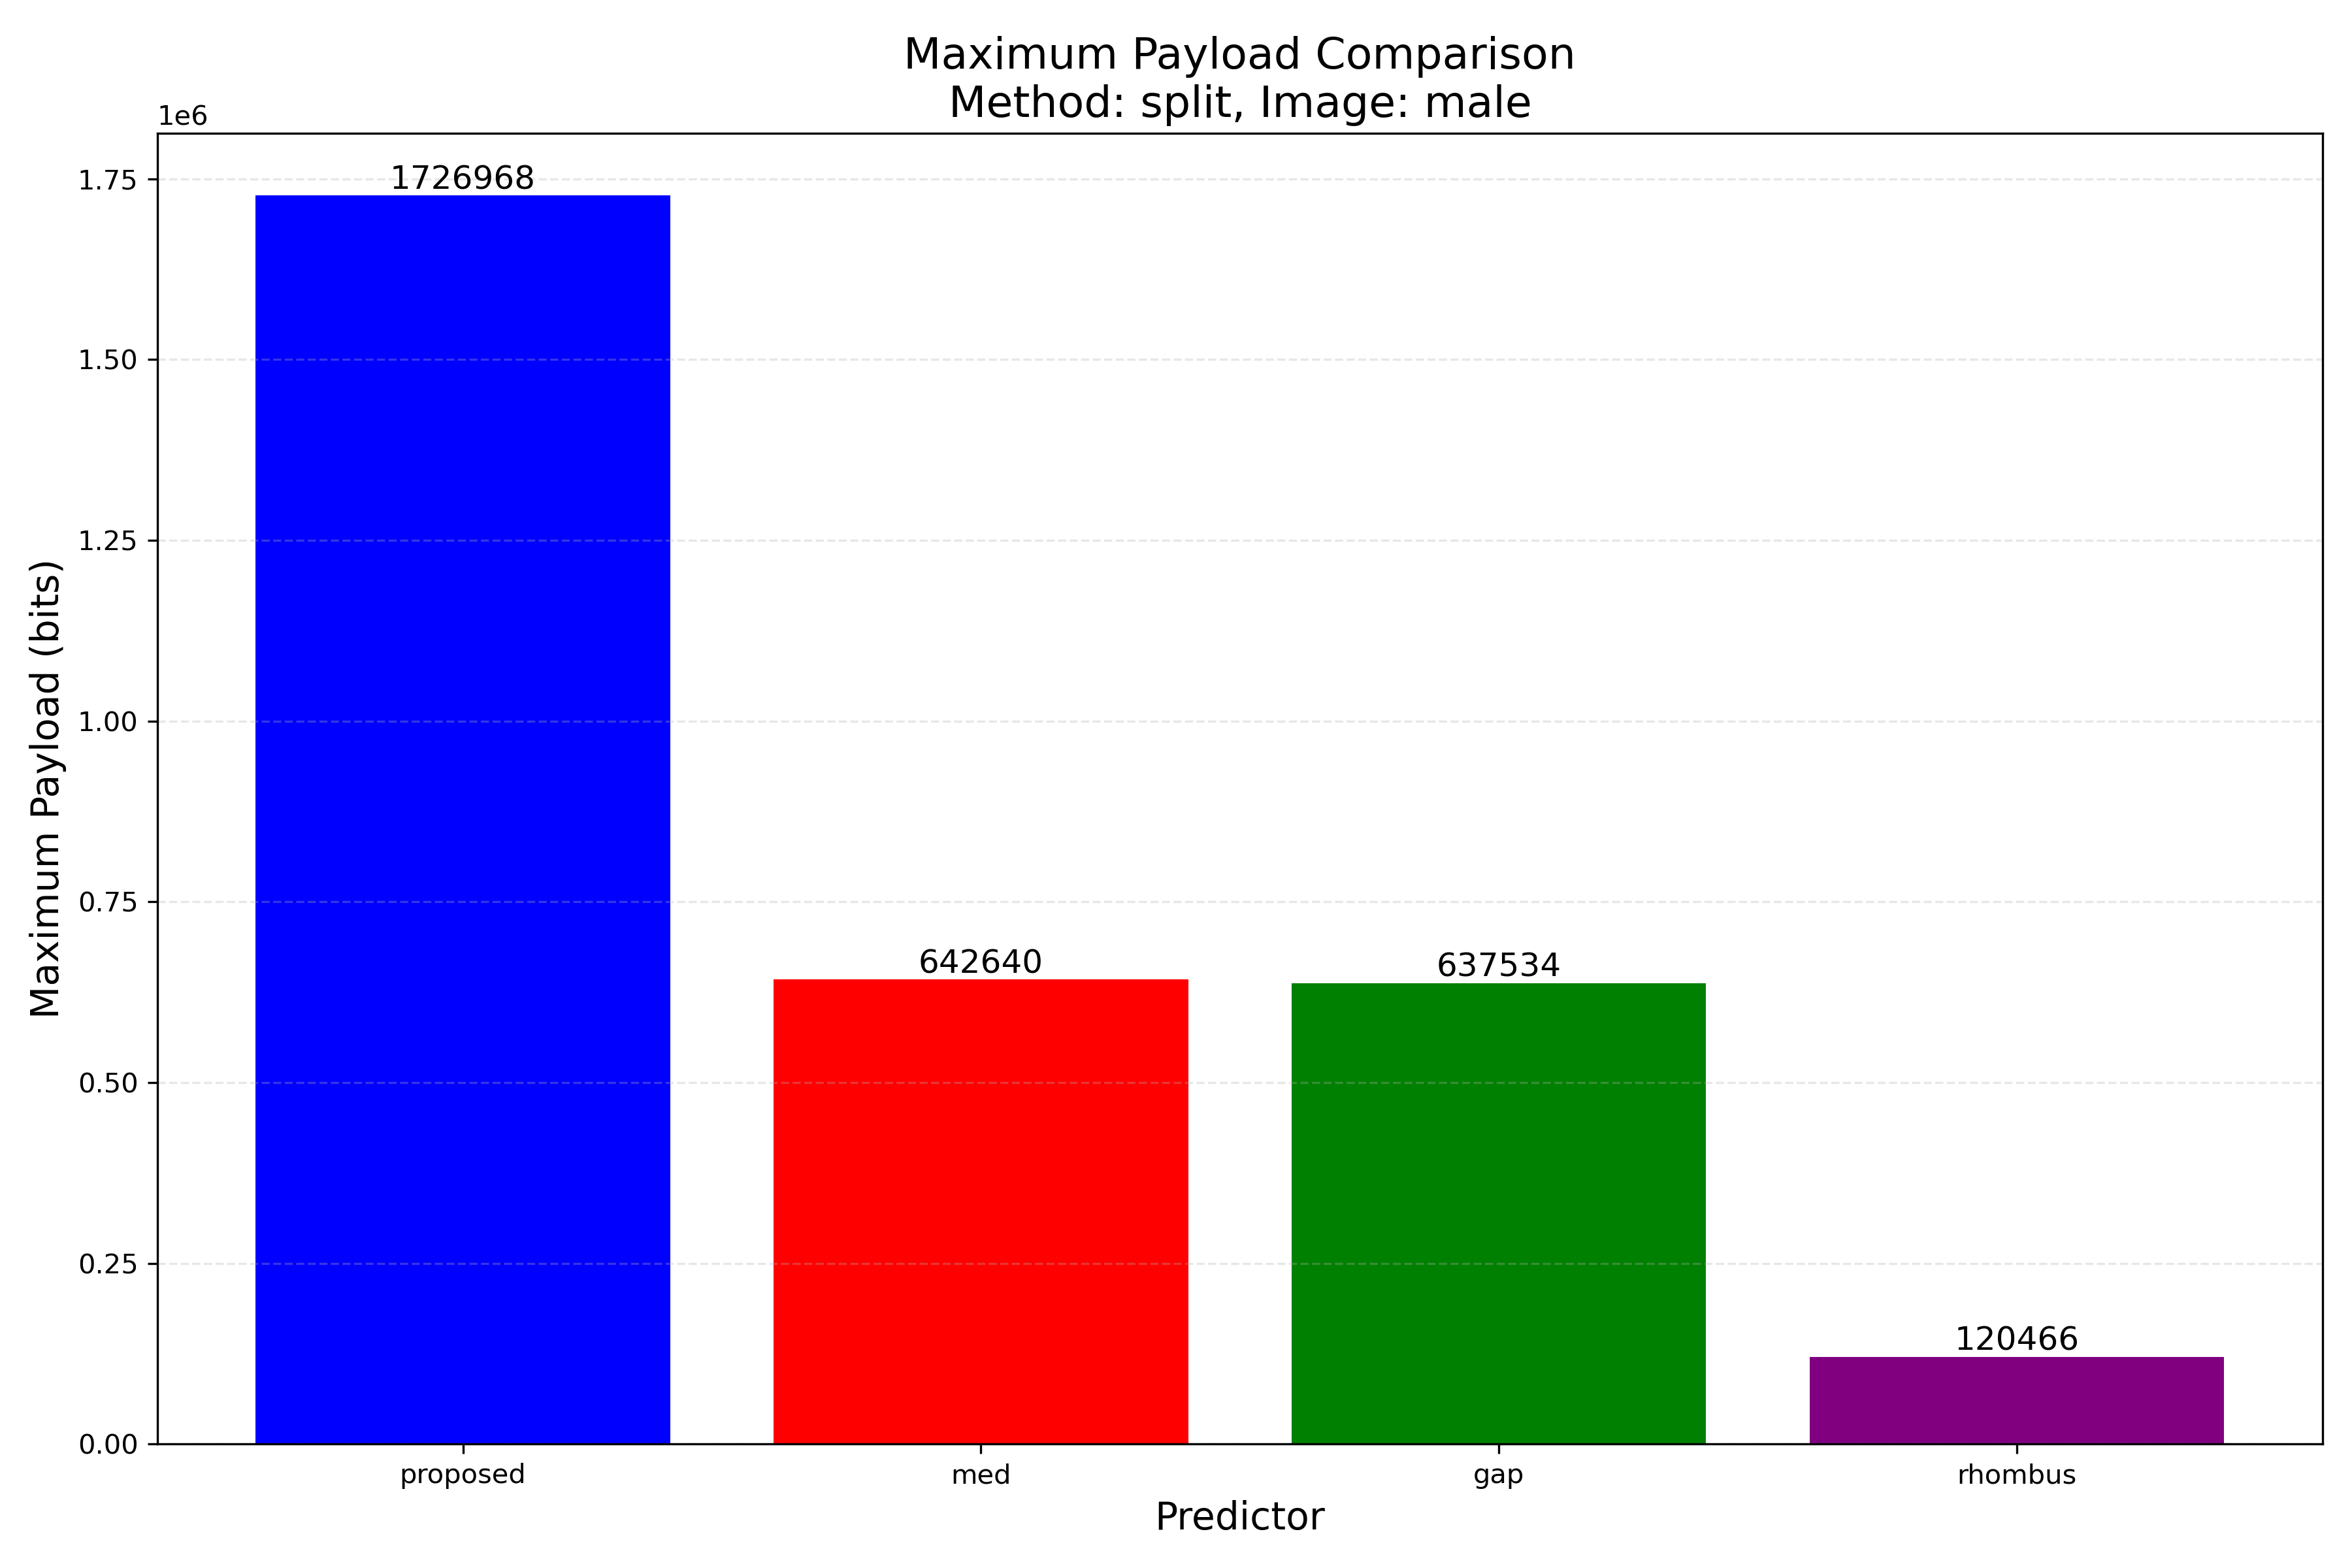 Maximum Payload Comparison
Method: split, Image: male
1e6
1.75
1.50
1.25
1.00
0.75
0.50
0.25
0.00
Maximum Payload (bits)
1726968
642640
637534
120466
proposed
med
gap
rhombus
Predictor